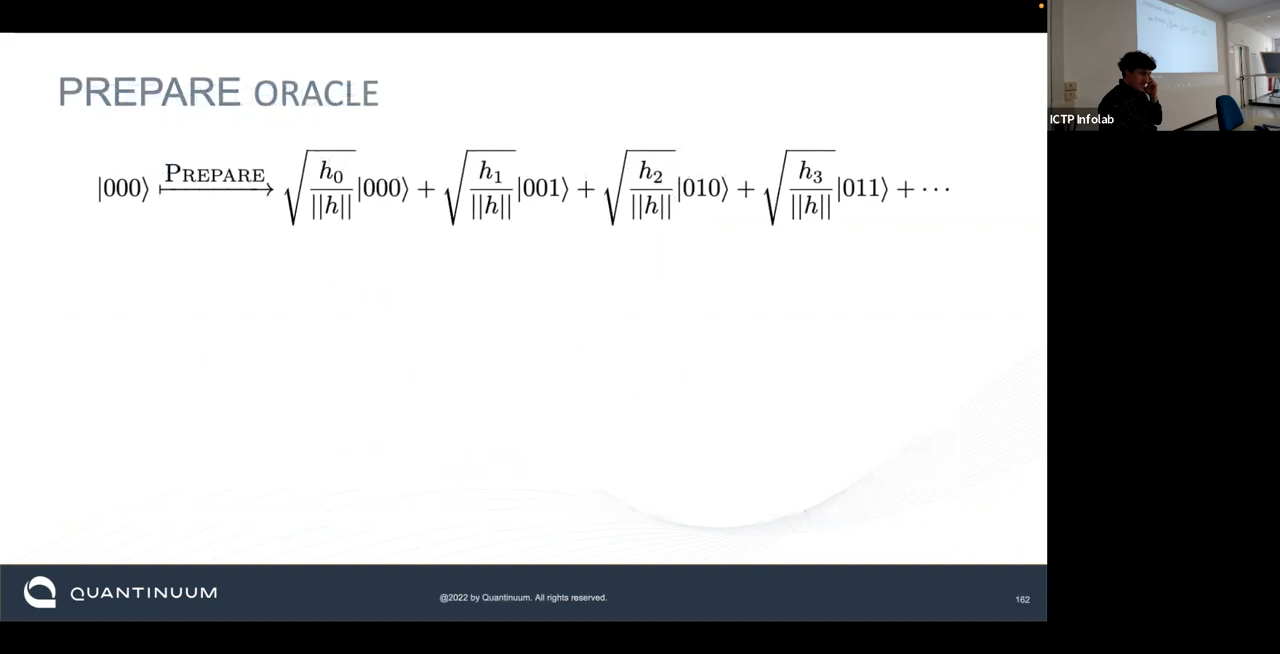 PREPARE ORACLE
|000⟩ PREPARE ⟼ √(h₀/||h||) |000⟩ + √(h₁/||h||) |001⟩ + √(h₂/||h||) |010⟩ + √(h₃/||h||) |011⟩ + ···
QUANTINUUM
@2022 by Quantinuum. All rights reserved.
162
ICTP Infolab